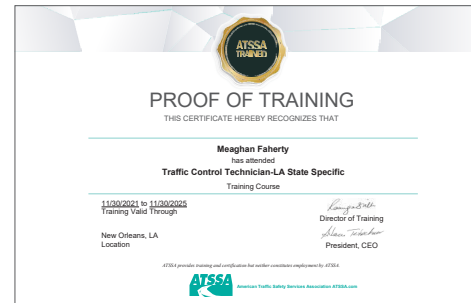 ATSSA
TRAINED
PROOF OF TRAINING
THIS CERTIFICATE HEREBY RECOGNIZES THAT
Meaghan Faherty
has attended
Traffic Control Technician-LA State Specific
Training Course
11/30/2021 to 11/30/2025
Training Valid Through
Director of Training
New Orleans, LA
Location
President, CEO
ATSSA provides training and certification but neither constitutes employment by ATSSA
ATSSA
American Traffic Safety Services Association ATSSA.com